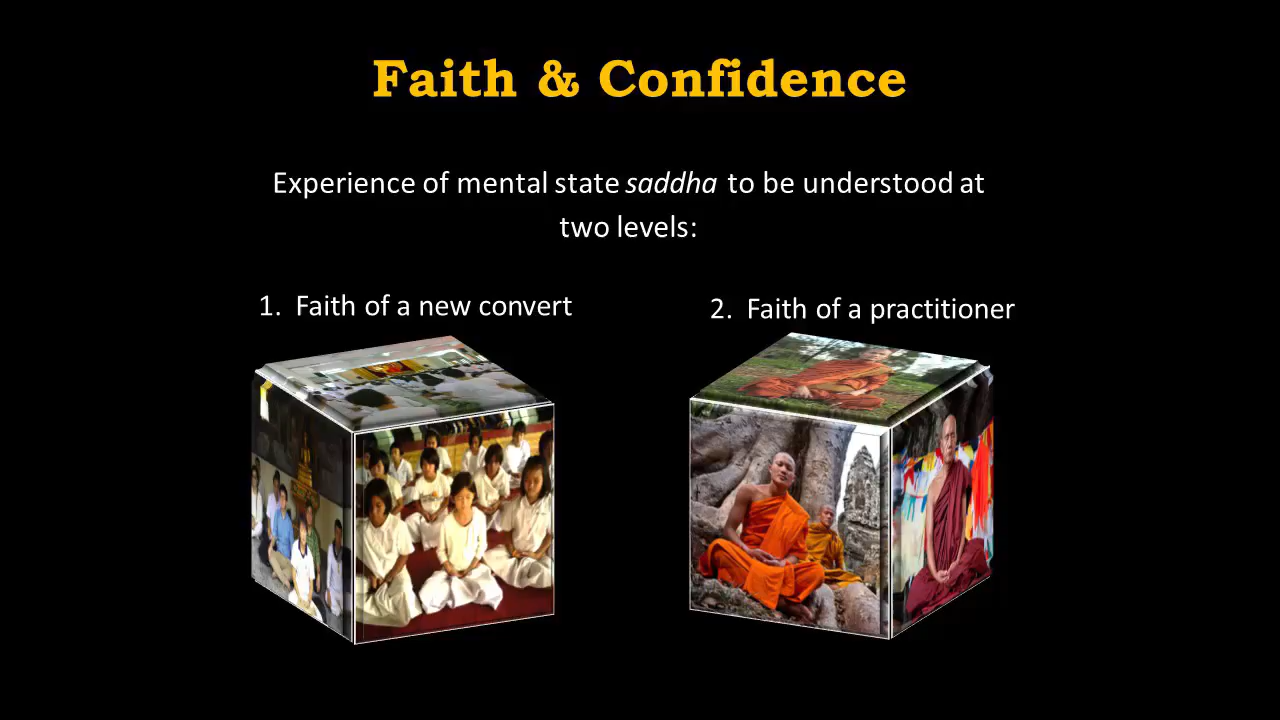 Faith & Confidence
Experience of mental state saddha to be understood at
two levels:
1. Faith of a new convert
2. Faith of a practitioner